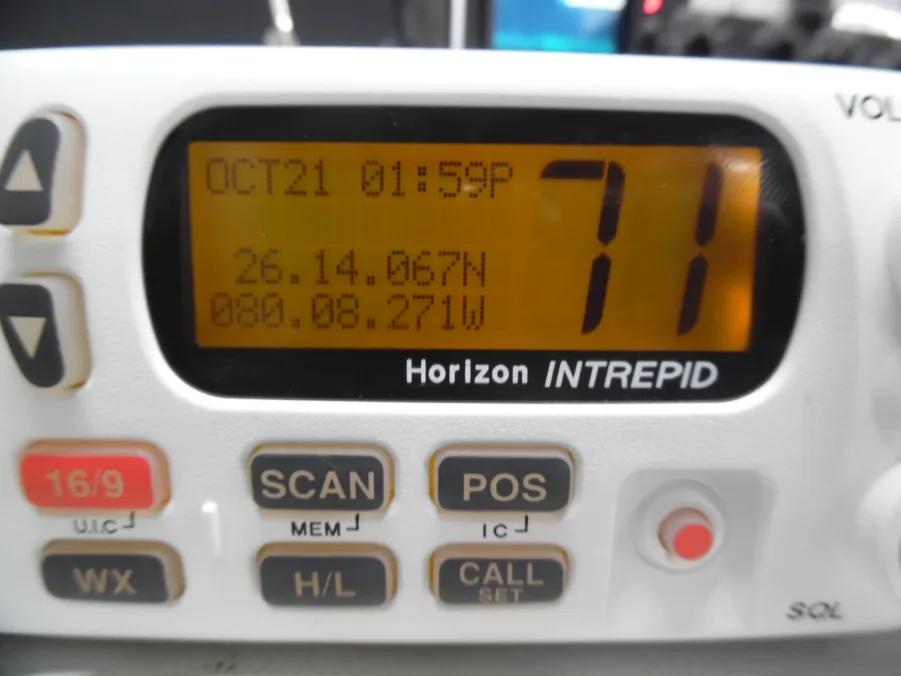 VOL
OCT21 01:59P
71
26.14.067N
080.08.271W
Horizon INTREPID
16/9
SCAN
POS
U.I.C
MEM
IC
WX
H/L
CALL
SET
SQL